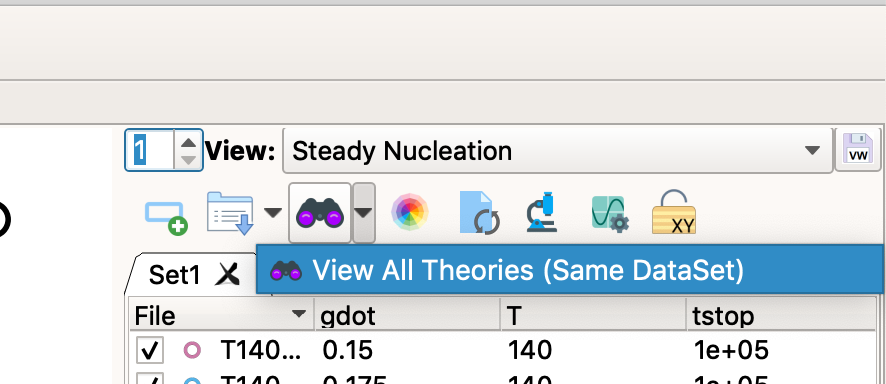 1 View: Steady Nucleation VW
XY
View All Theories (Same DataSet)
Set1
File gdot T tstop
T140... 0.15 140 1e+05
T140 0.175 140 1e+05